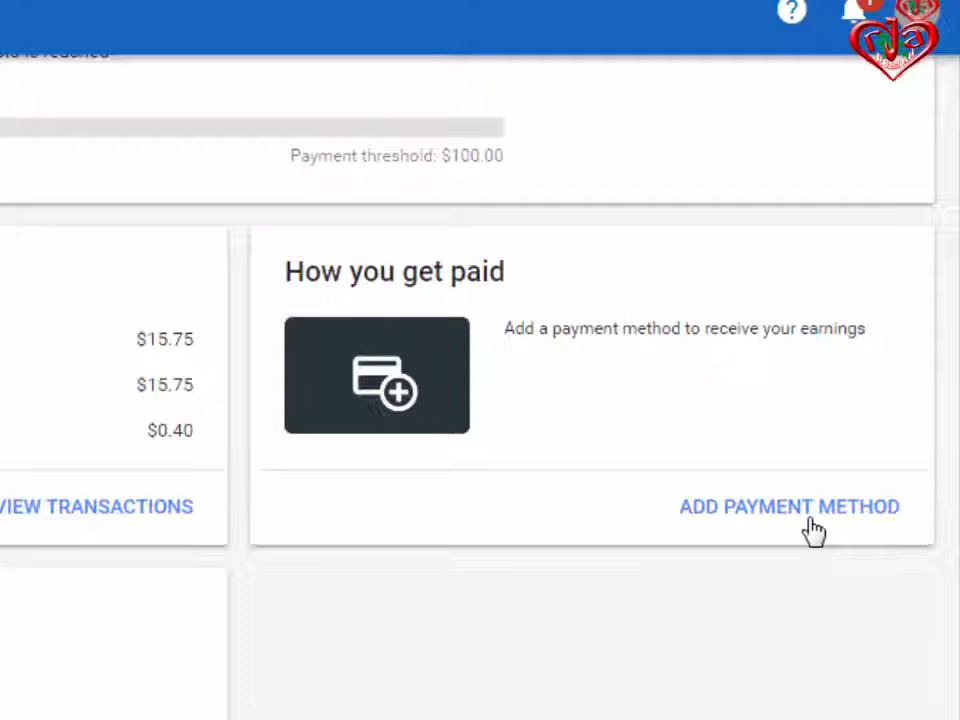 ?
rJa
Payment threshold: $100.00
How you get paid
Add a payment method to receive your earnings
$15.75
$15.75
$0.40
VIEW TRANSACTIONS
ADD PAYMENT METHOD